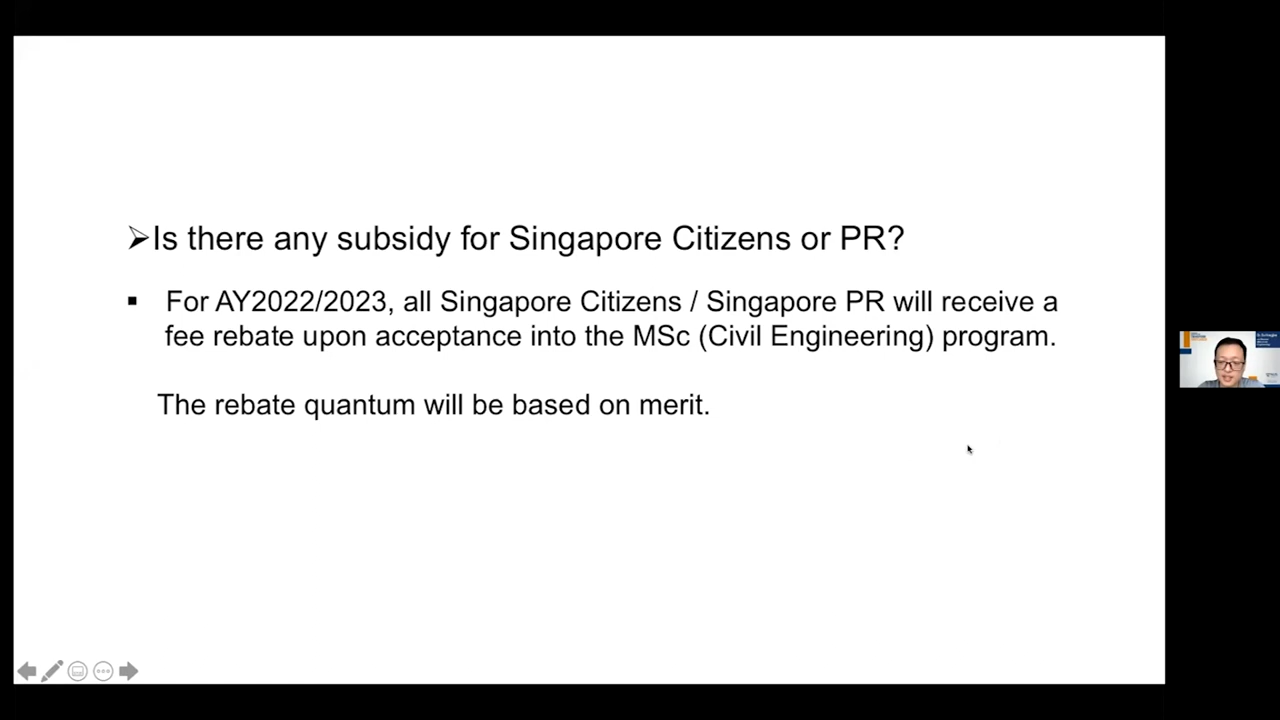 ➢Is there any subsidy for Singapore Citizens or PR?
▪ For AY2022/2023, all Singapore Citizens / Singapore PR will receive a
fee rebate upon acceptance into the MSc (Civil Engineering) program.
The rebate quantum will be based on merit.